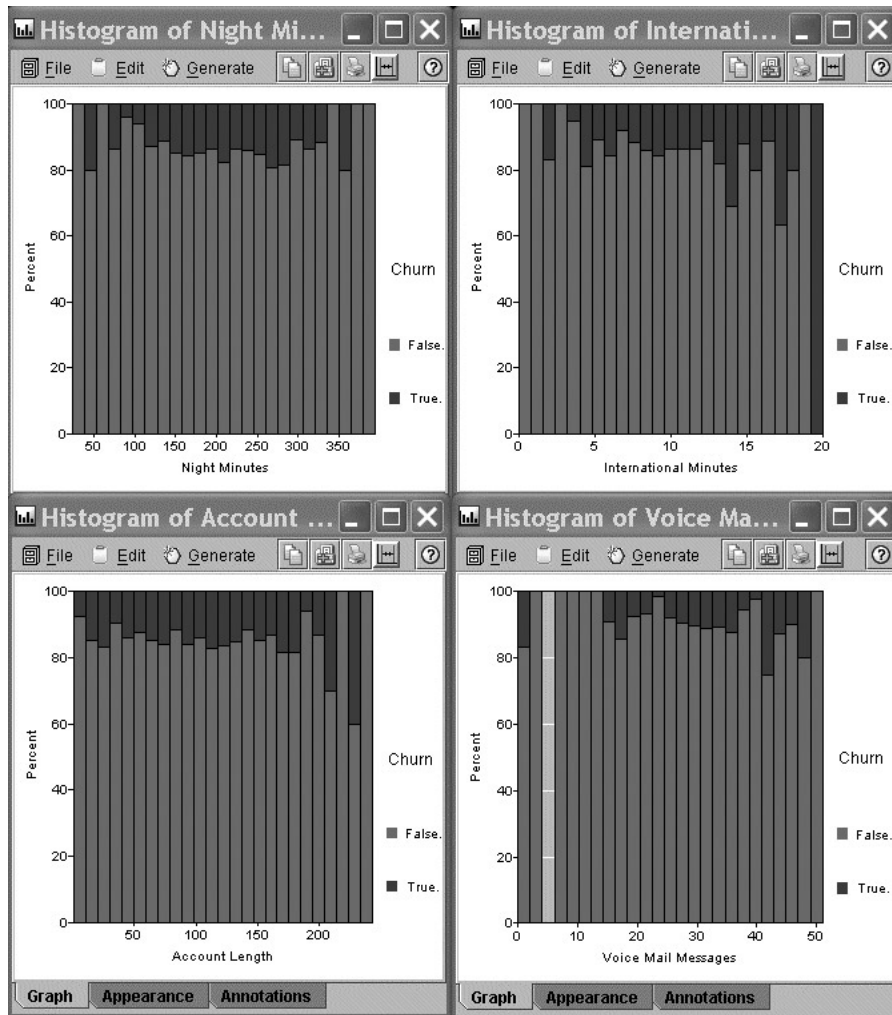 Histogram of Night Mi...
File Edit Generate
100
80
60
40
20
0
Percent
50 100 150 200 250 300 350
Night Minutes
Churn
False.
True.
Histogram of Internati...
File Edit Generate
100
80
60
40
20
0
Percent
0 5 10 15 20
International Minutes
Churn
False.
True.
Histogram of Account ...
File Edit Generate
100
80
60
40
20
0
Percent
50 100 150 200
Account Length
Churn
False.
True.
Graph Appearance Annotations
Histogram of Voice Ma...
File Edit Generate
100
80
60
40
20
0
Percent
0 10 20 30 40 50
Voice Mail Messages
Churn
False.
True.
Graph Appearance Annotations